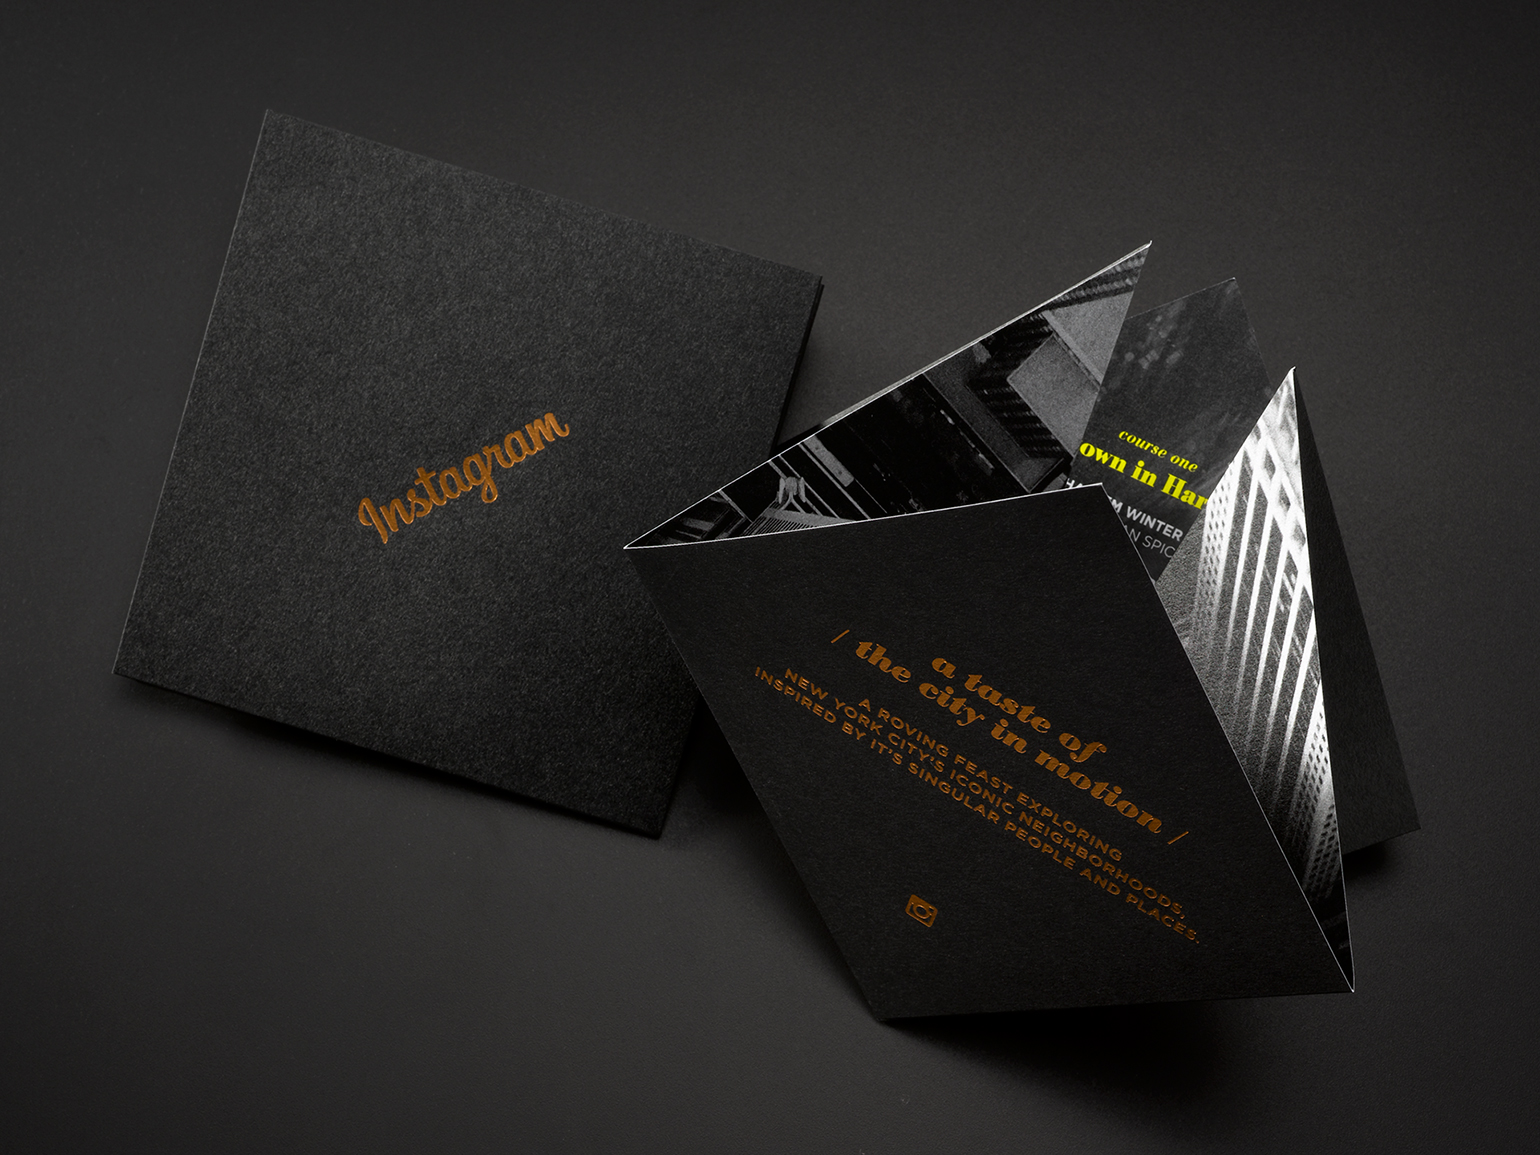 Instagram
course one
own in Har
WINTER
SPIC
a taste of
/ the city in motion /
A ROVING FEAST EXPLORING
NEW YORK CITY'S ICONIC NEIGHBORHOODS,
INSPIRED BY IT'S SINGULAR PEOPLE AND PLACES.